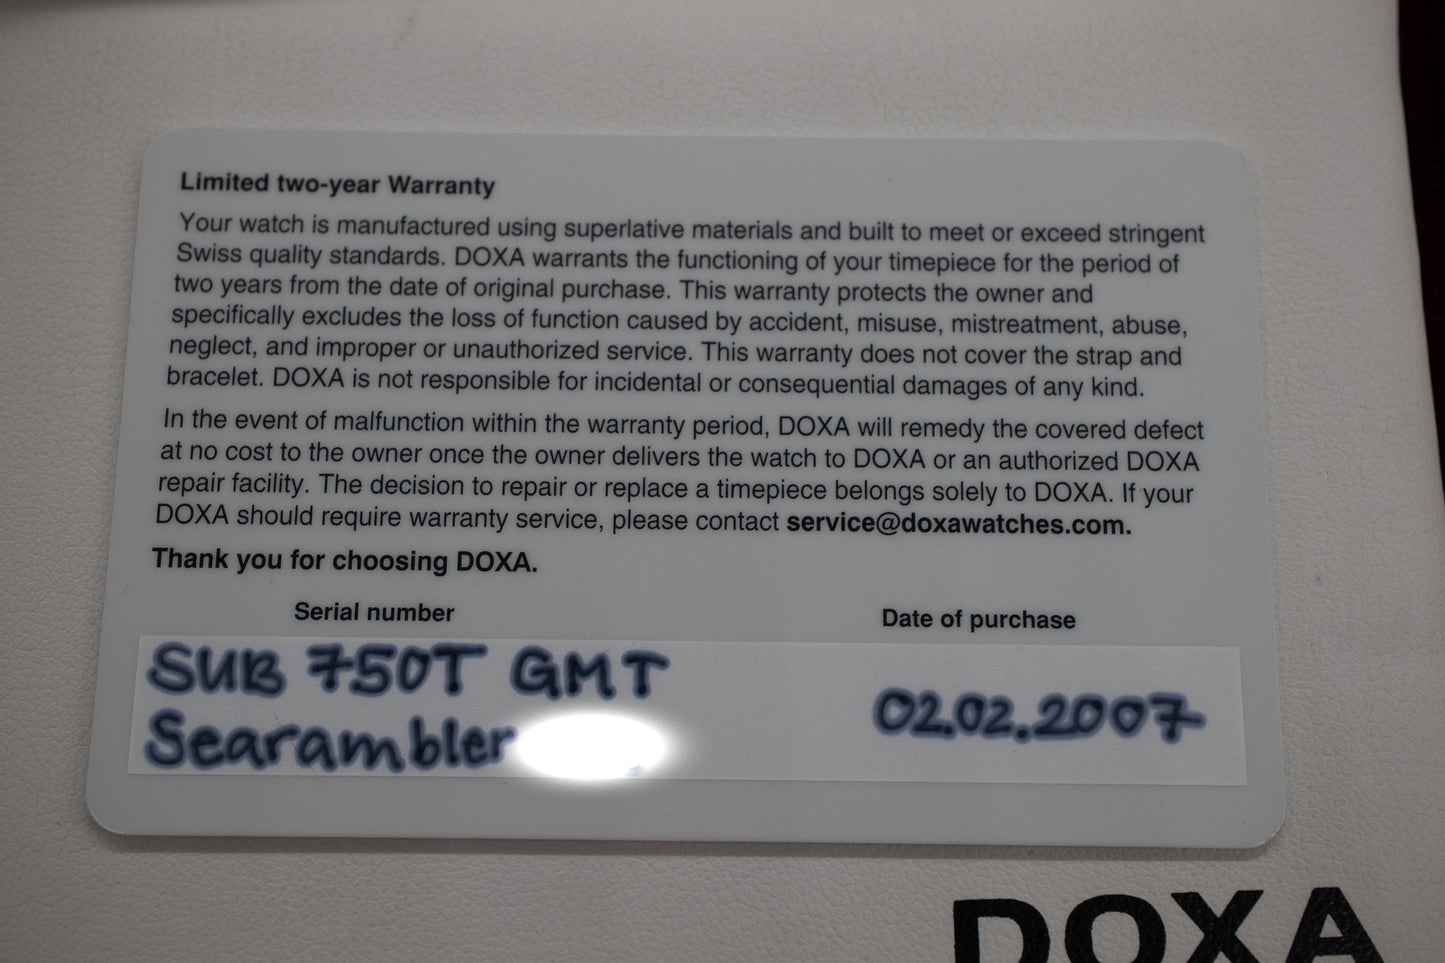 Limited two-year Warranty
Your watch is manufactured using superlative materials and built to meet or exceed stringent
Swiss quality standards. DOXA warrants the functioning of your timepiece for the period of
two years from the date of original purchase. This warranty protects the owner and
specifically excludes the loss of function caused by accident, misuse, mistreatment, abuse,
neglect, and improper or unauthorized service. This warranty does not cover the strap and
bracelet. DOXA is not responsible for incidental or consequential damages of any kind.
In the event of malfunction within the warranty period, DOXA will remedy the covered defect
at no cost to the owner once the owner delivers the watch to DOXA or an authorized DOXA
repair facility. The decision to repair or replace a timepiece belongs solely to DOXA. If your
DOXA should require warranty service, please contact service@doxawatches.com.
Thank you for choosing DOXA.
Serial number Date of purchase
SUB 750T GMT
Searambler 02.02.2007
DOXA